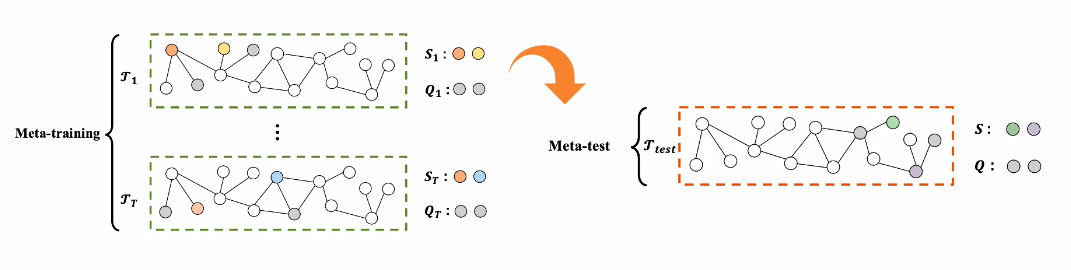 Meta-training
𝒯₁
S₁ :
Q₁ :
⋮
𝒯_T
S_T :
Q_T :
Meta-test
𝒯_test
S :
Q :